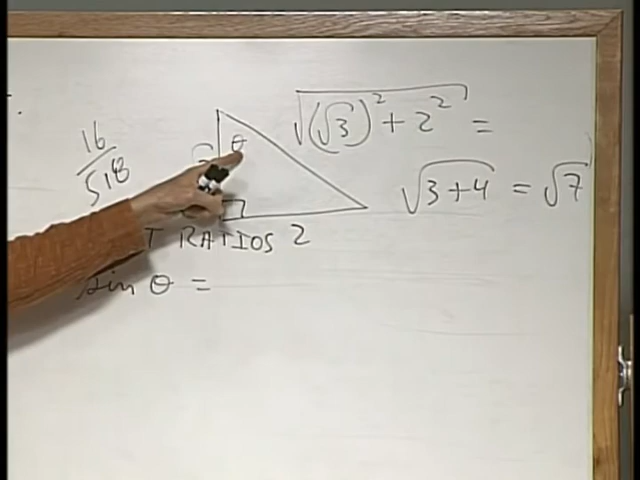 16/518
θ
√((√3)² + 2²) =
√(3+4) = √7
T RATIOS 2
sin θ =